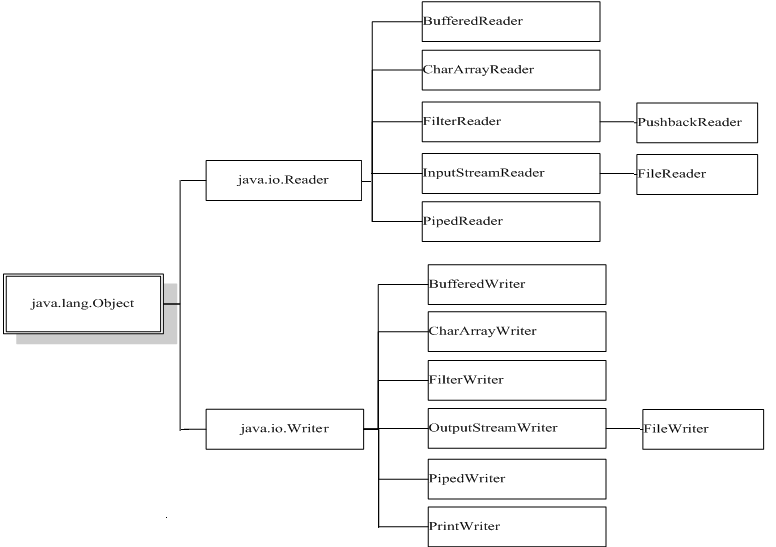 java.lang.Object
java.io.Reader
BufferedReader
CharArrayReader
FilterReader
PushbackReader
InputStreamReader
FileReader
PipedReader
java.io.Writer
BufferedWriter
CharArrayWriter
FilterWriter
OutputStreamWriter
FileWriter
PipedWriter
PrintWriter